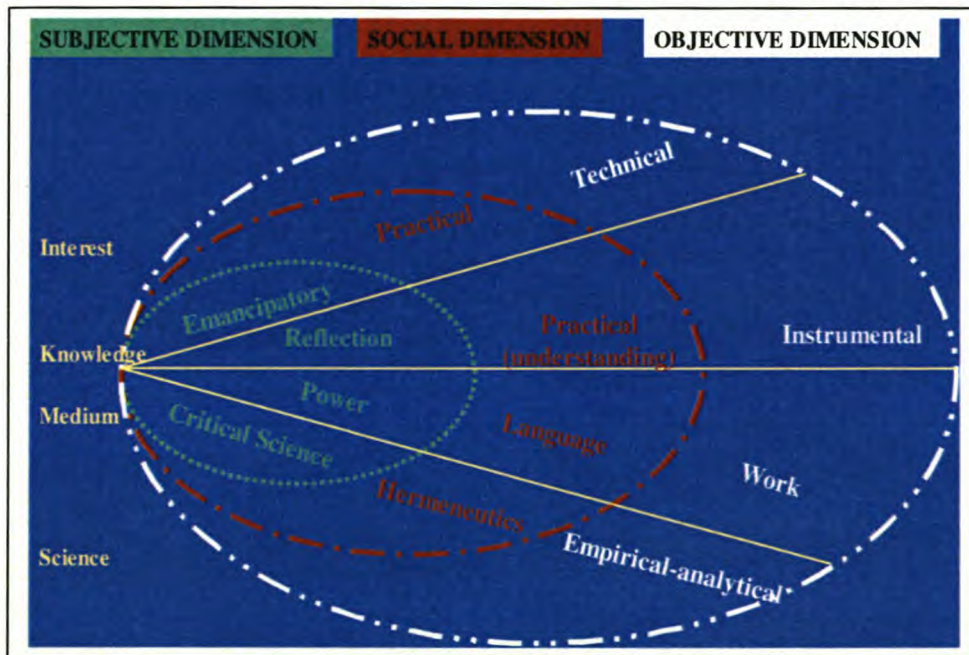 SUBJECTIVE DIMENSION
SOCIAL DIMENSION
OBJECTIVE DIMENSION
Technical
Practical
Interest
Emancipatory
Reflection
Practical
(understanding)
Instrumental
Knowledge
Power
Medium
Critical Science
Language
Work
Hermeneutics
Science
Empirical-analytical